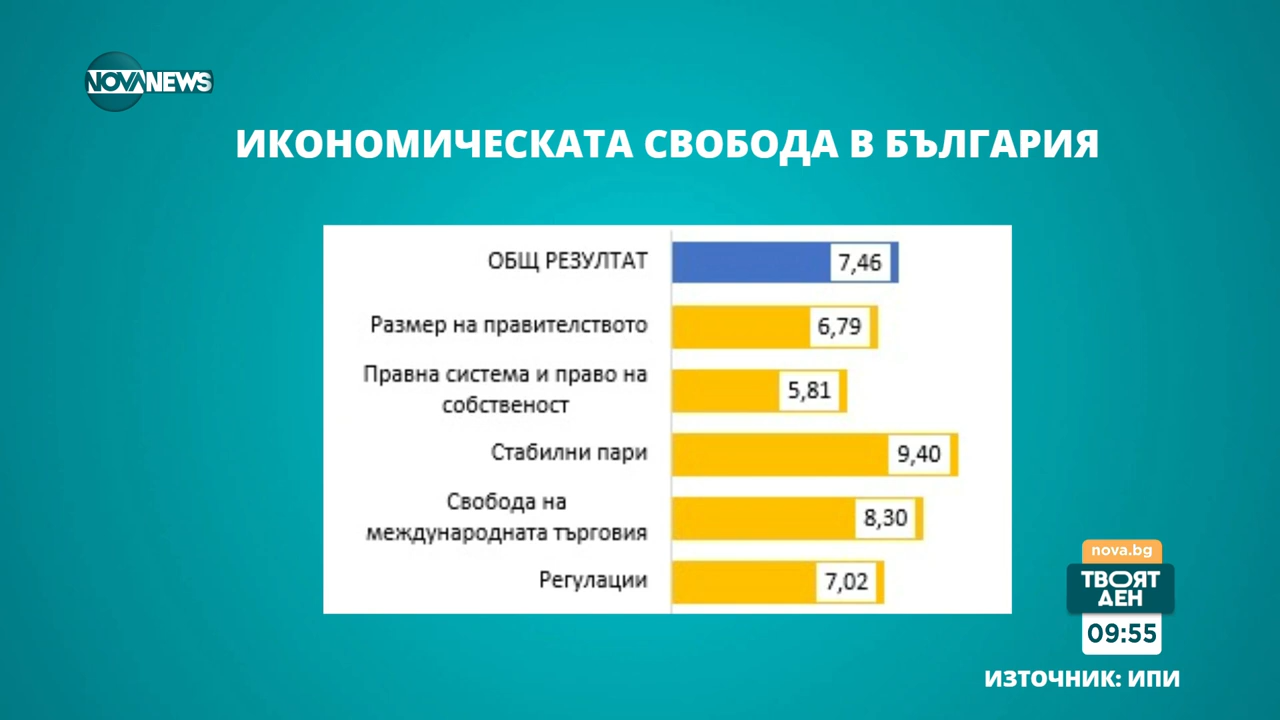 NOVANEWS
ИКОНОМИЧЕСКАТА СВОБОДА В БЪЛГАРИЯ
ОБЩ РЕЗУЛТАТ 7,46
Размер на правителството 6,79
Правна система и право на
собственост 5,81
Стабилни пари 9,40
Свобода на
международната търговия 8,30
Регулации 7,02
nova.bg
ТВОЯТ
ДЕН
09:55
ИЗТОЧНИК: ИПИ